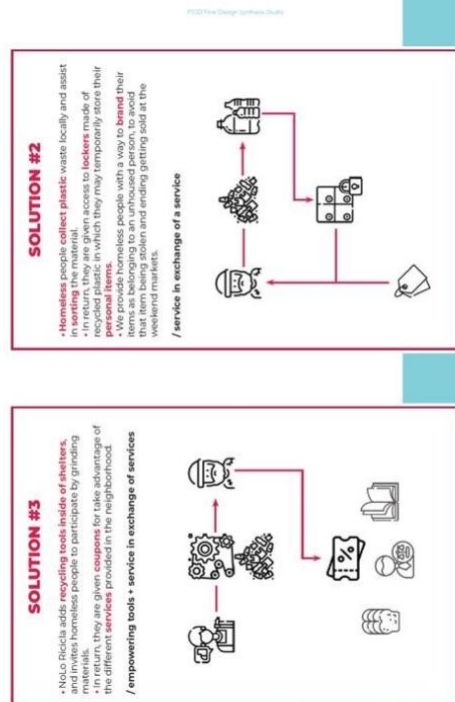 PSSD Final Design Synthesis Studio
SOLUTION #2
• Homeless people collect plastic waste locally and assist
in sorting the material.
• In return, they are given access to lockers made of
recycled plastic in which they may temporarily store their
personal items.
• We provide homeless people with a way to brand their
items as belonging to an unhoused person, to avoid
that item being stolen and ending getting sold at the
weekend markets.
/ service in exchange of a service
SOLUTION #3
• NoLo Ricicla adds recycling tools inside of shelters,
and invites homeless people to participate by grinding
materials.
• In return, they are given coupons for take advantage of
the different services provided in the neighborhood.
/ empowering tools + service in exchange of services
%